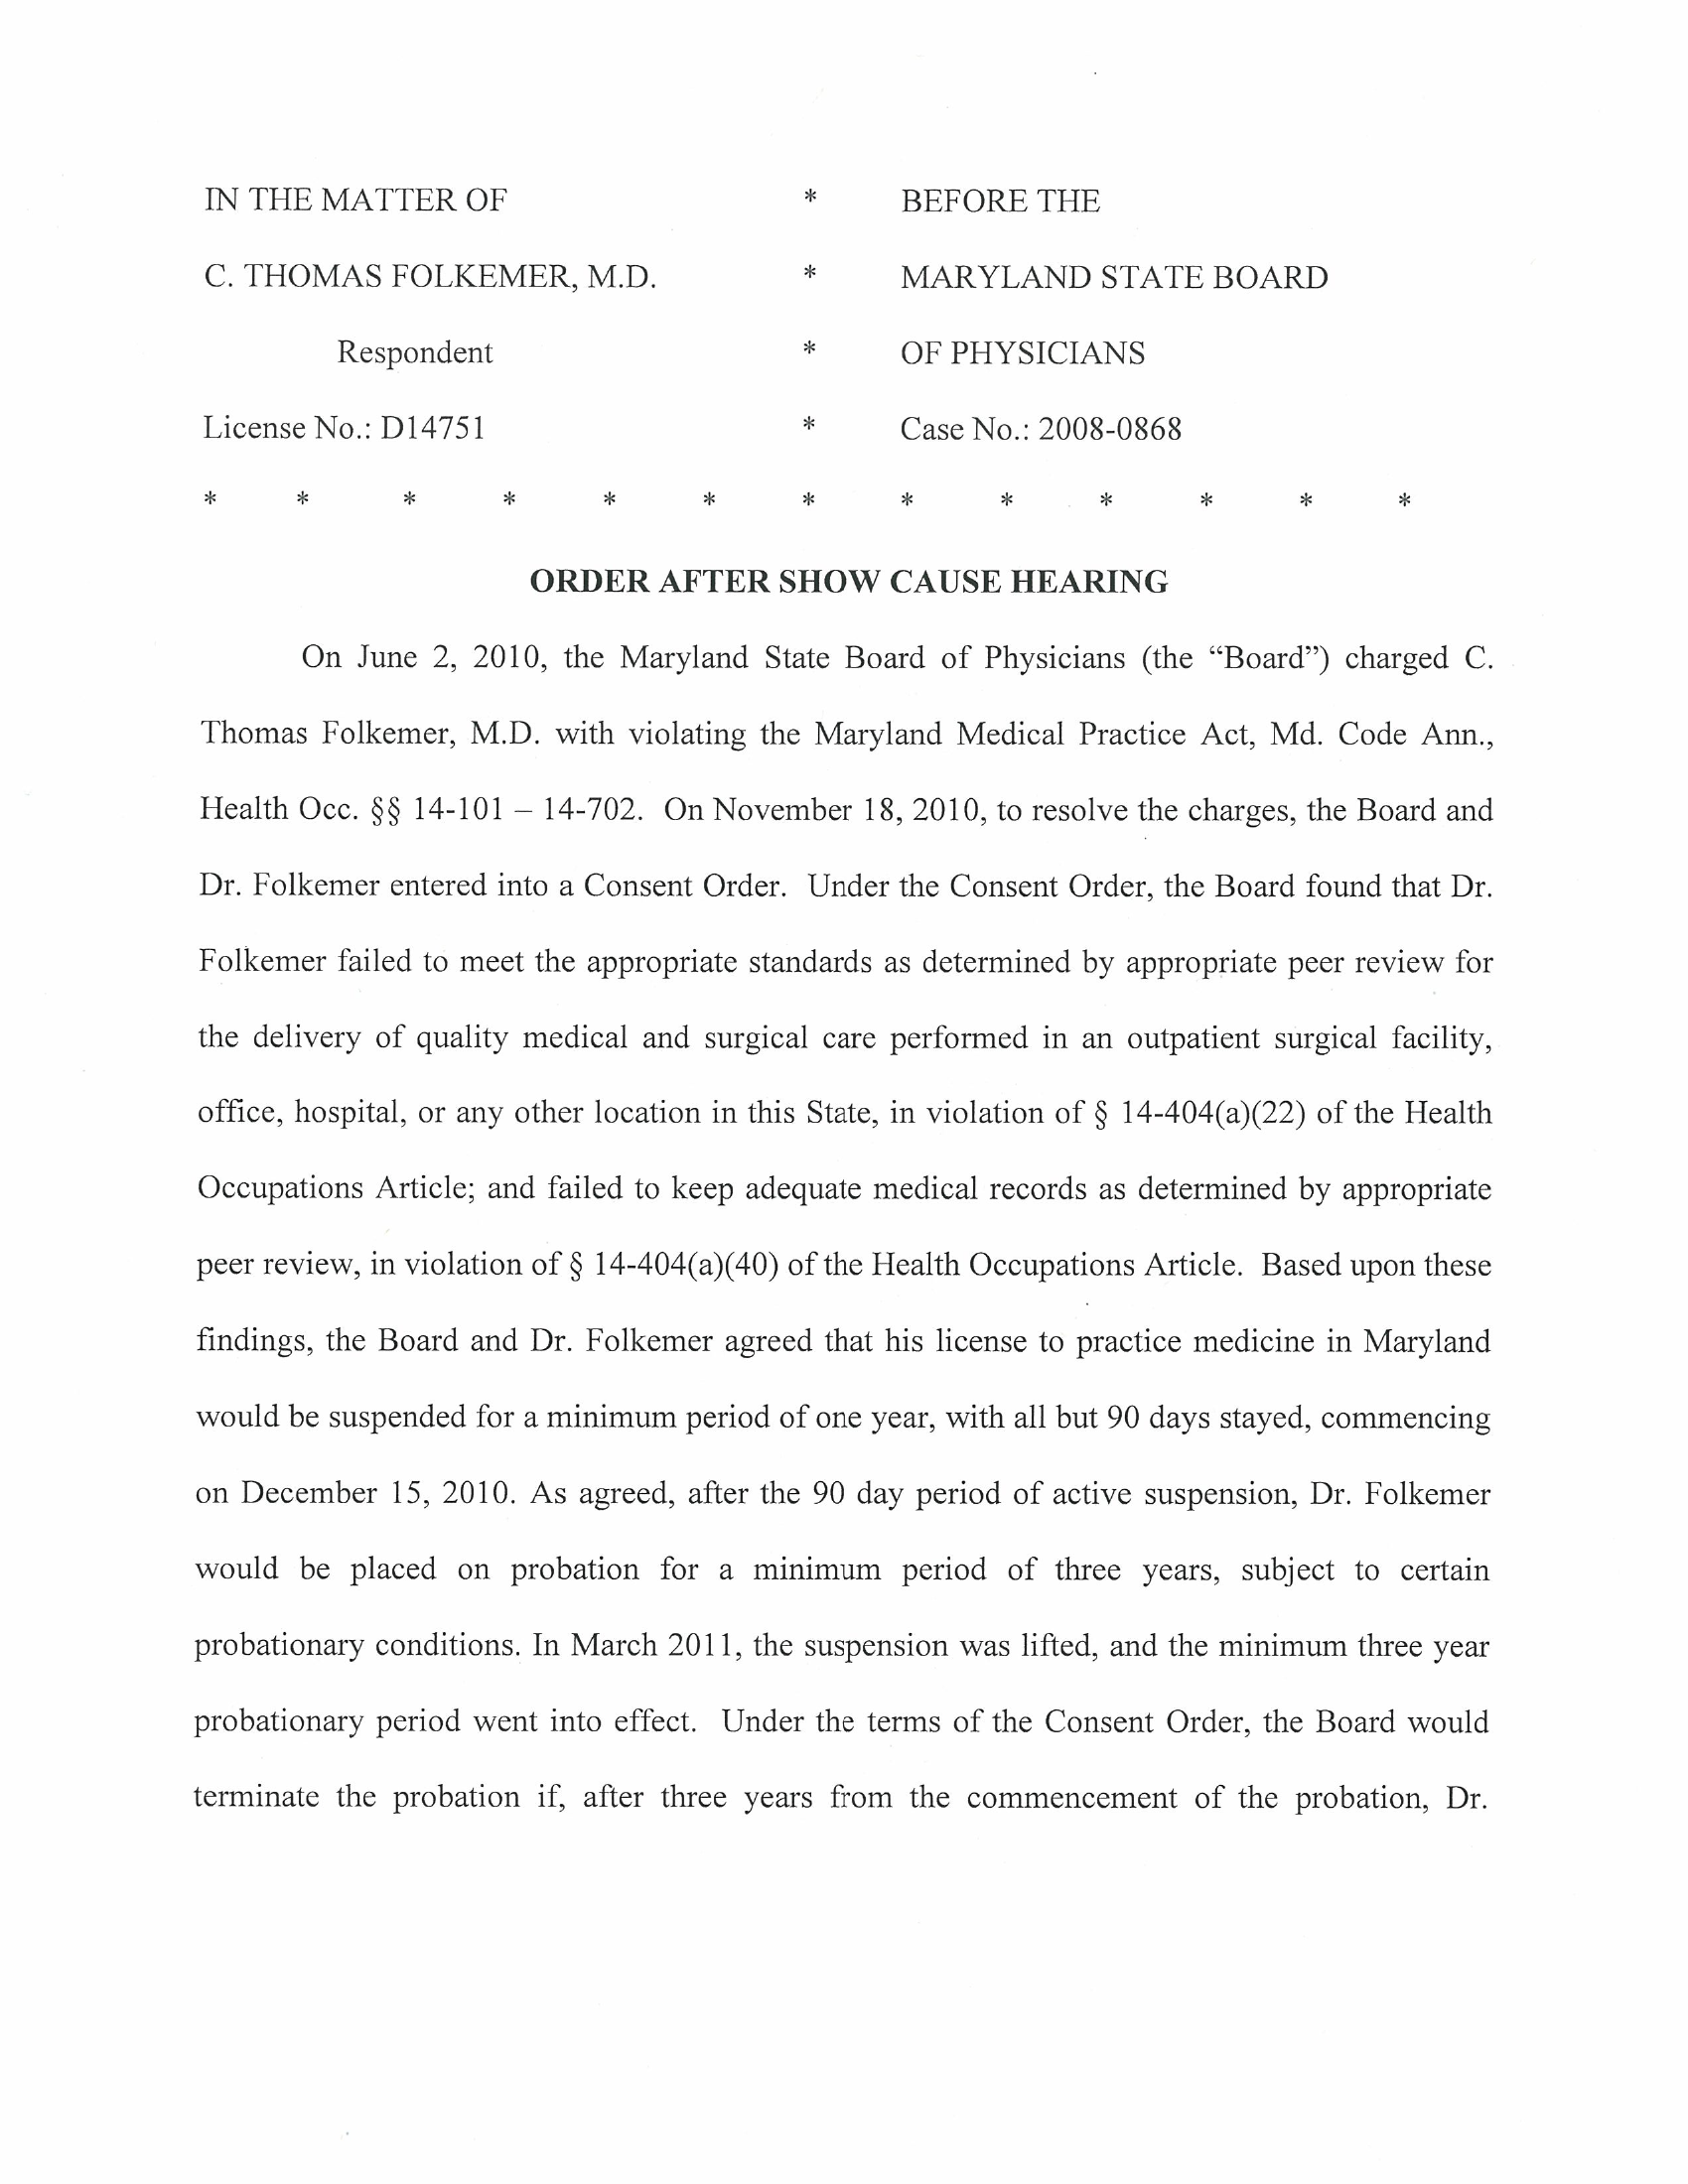 IN THE MATTER OF * BEFORE THE
C. THOMAS FOLKEMER, M.D. * MARYLAND STATE BOARD
Respondent * OF PHYSICIANS
License No.: D14751 * Case No.: 2008-0868
* * * * * * * * * * * * *
ORDER AFTER SHOW CAUSE HEARING
On June 2, 2010, the Maryland State Board of Physicians (the “Board”) charged C.
Thomas Folkemer, M.D. with violating the Maryland Medical Practice Act, Md. Code Ann.,
Health Occ. §§ 14-101 – 14-702. On November 18, 2010, to resolve the charges, the Board and
Dr. Folkemer entered into a Consent Order. Under the Consent Order, the Board found that Dr.
Folkemer failed to meet the appropriate standards as determined by appropriate peer review for
the delivery of quality medical and surgical care performed in an outpatient surgical facility,
office, hospital, or any other location in this State, in violation of § 14-404(a)(22) of the Health
Occupations Article; and failed to keep adequate medical records as determined by appropriate
peer review, in violation of § 14-404(a)(40) of the Health Occupations Article. Based upon these
findings, the Board and Dr. Folkemer agreed that his license to practice medicine in Maryland
would be suspended for a minimum period of one year, with all but 90 days stayed, commencing
on December 15, 2010. As agreed, after the 90 day period of active suspension, Dr. Folkemer
would be placed on probation for a minimum period of three years, subject to certain
probationary conditions. In March 2011, the suspension was lifted, and the minimum three year
probationary period went into effect. Under the terms of the Consent Order, the Board would
terminate the probation if, after three years from the commencement of the probation, Dr.